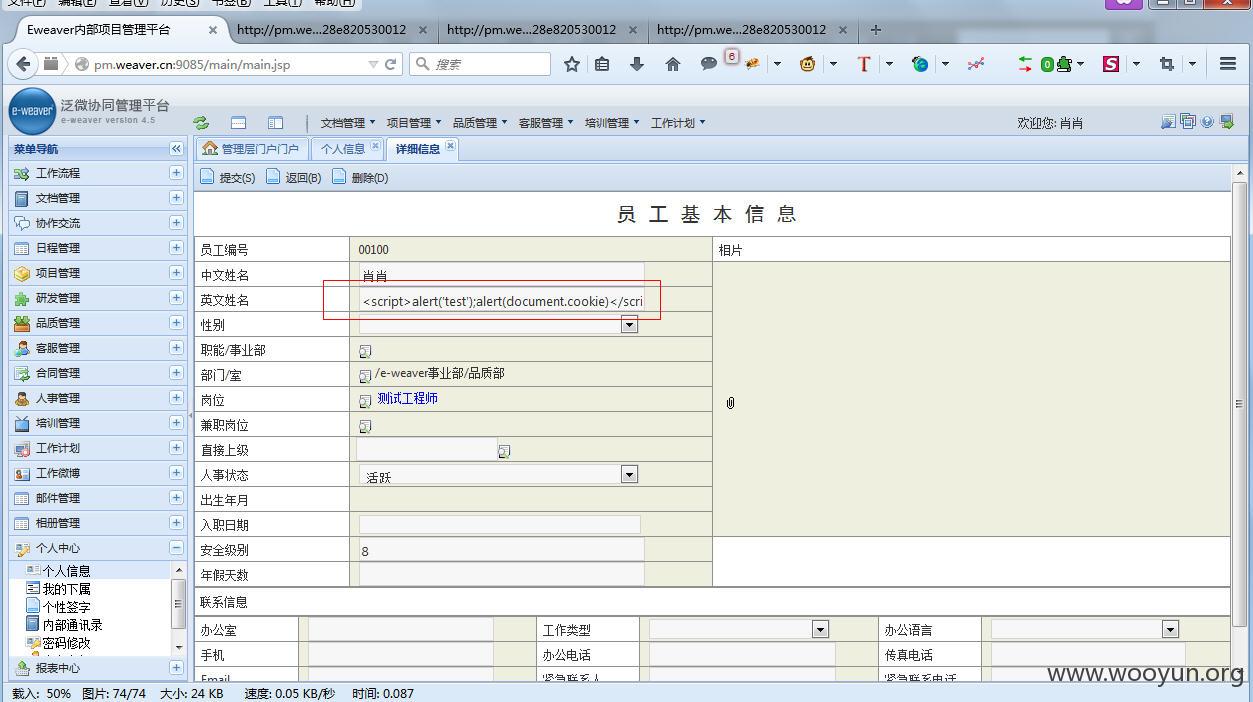 文件(F) 编辑(E) 查看(V) 历史(S) 书签(B) 工具(T) 帮助(H)
Eweaver内部项目管理平台
http://pm.we...28e820530012
http://pm.we...28e820530012
http://pm.we...28e820530012
pm.weaver.cn:9085/main/main.jsp
搜索
6
T
0
S
e-weaver
泛微协同管理平台
e-weaver version 4.5
文档管理 项目管理 品质管理 客服管理 培训管理 工作计划
欢迎您: 肖肖
菜单导航
管理层门户门户 个人信息 详细信息
工作流程
文档管理
协作交流
日程管理
项目管理
研发管理
品质管理
客服管理
合同管理
人事管理
培训管理
工作计划
工作微博
邮件管理
相册管理
个人中心
个人信息
我的下属
个性签字
内部通讯录
密码修改
报表中心
提交(S) 返回(B) 删除(D)
员工基本信息
员工编号 00100 相片
中文姓名 肖肖
英文姓名 <script>alert('test');alert(document.cookie)</scri
性别
职能/事业部
部门/室 /e-weaver事业部/品质部
岗位 测试工程师
兼职岗位
直接上级
人事状态 活跃
出生年月
入职日期
安全级别 8
年假天数
联系信息
办公室 工作类型 办公语言
手机 办公电话 传真电话
Email 紧急联系人 紧急联系电话
www.wooyun.org
载入: 50% 图片: 74/74 大小: 24 KB 速度: 0.05 KB/秒 时间: 0.087